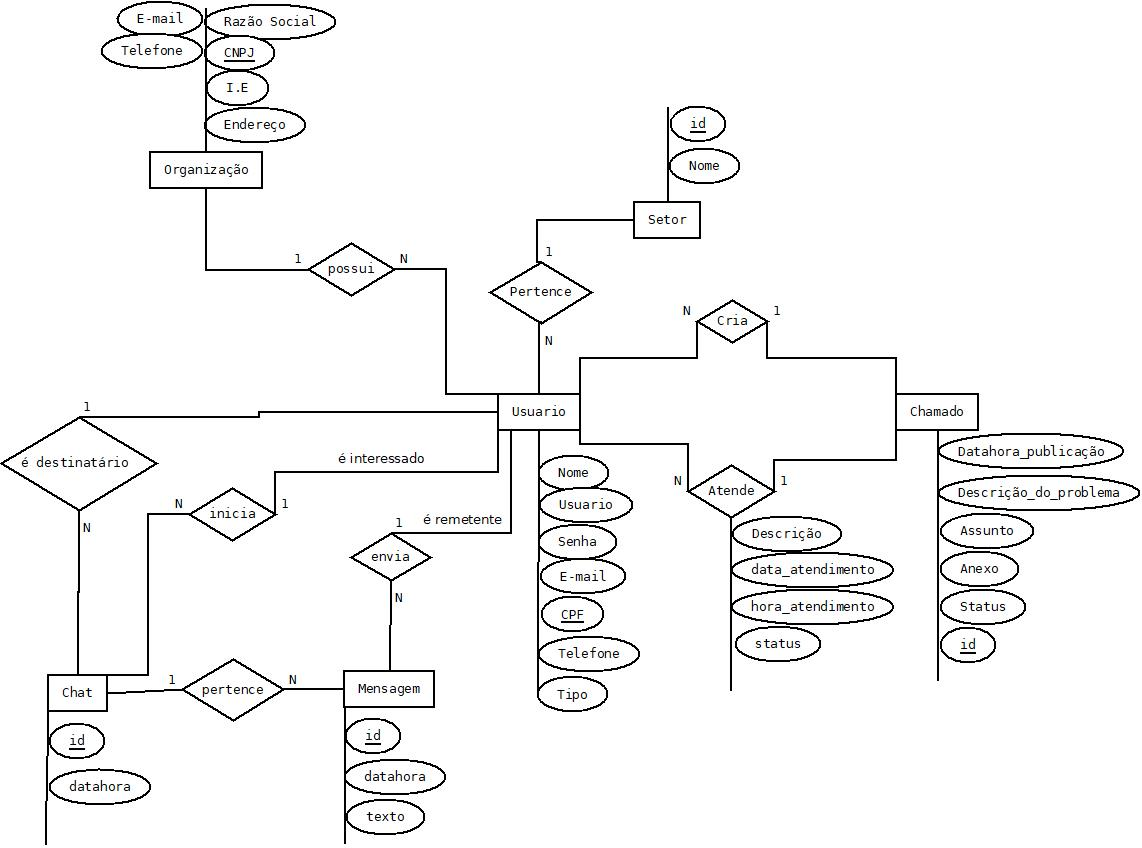 E-mail
Razão Social
Telefone
CNPJ
I.E
Endereço
Organização
id
Nome
Setor
1
possui
N
1
Pertence
N
N
Cria
1
Usuario
Chamado
1
é destinatário
N
é interessado
N
inicia
1
1
é remetente
envia
N
N
Atende
1
Nome
Usuario
Senha
E-mail
CPF
Telefone
Tipo
Descrição
data_atendimento
hora_atendimento
status
Datahora_publicação
Descrição_do_problema
Assunto
Anexo
Status
id
Chat
1
pertence
N
Mensagem
id
datahora
id
datahora
texto